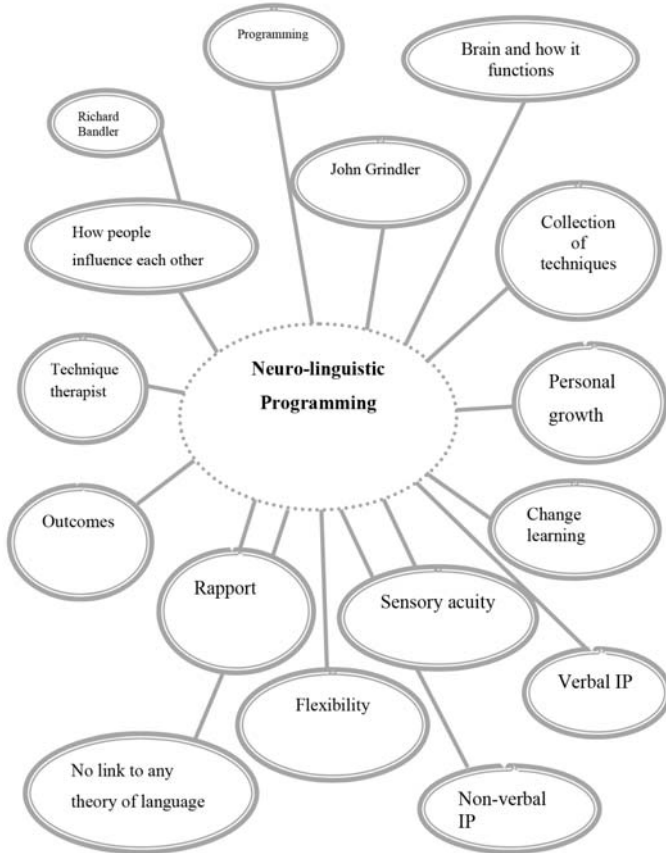 Programming
Brain and how it
functions
Richard
Bandler
John Grindler
How people
influence each other
Collection
of
techniques
Neuro-linguistic
Programming
Technique
therapist
Personal
growth
Outcomes
Change
learning
Rapport
Sensory acuity
Verbal IP
Flexibility
No link to any
theory of language
Non-verbal
IP